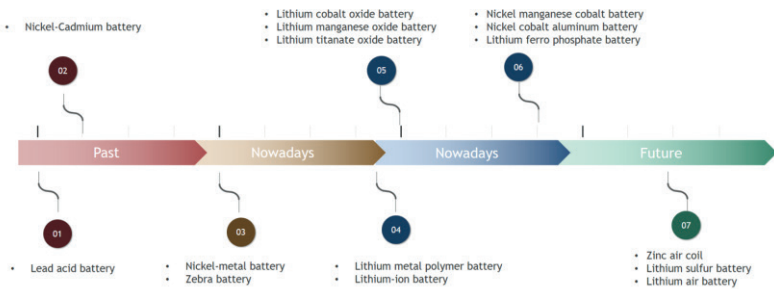 • Nickel-Cadmium battery
• Lithium cobalt oxide battery
• Lithium manganese oxide battery
• Lithium titanate oxide battery
• Nickel manganese cobalt battery
• Nickel cobalt aluminum battery
• Lithium ferro phosphate battery
02
05
06
Past
Nowadays
Nowadays
Future
01
03
04
07
• Lead acid battery
• Nickel-metal battery
• Zebra battery
• Lithium metal polymer battery
• Lithium-ion battery
• Zinc air coil
• Lithium sulfur battery
• Lithium air battery